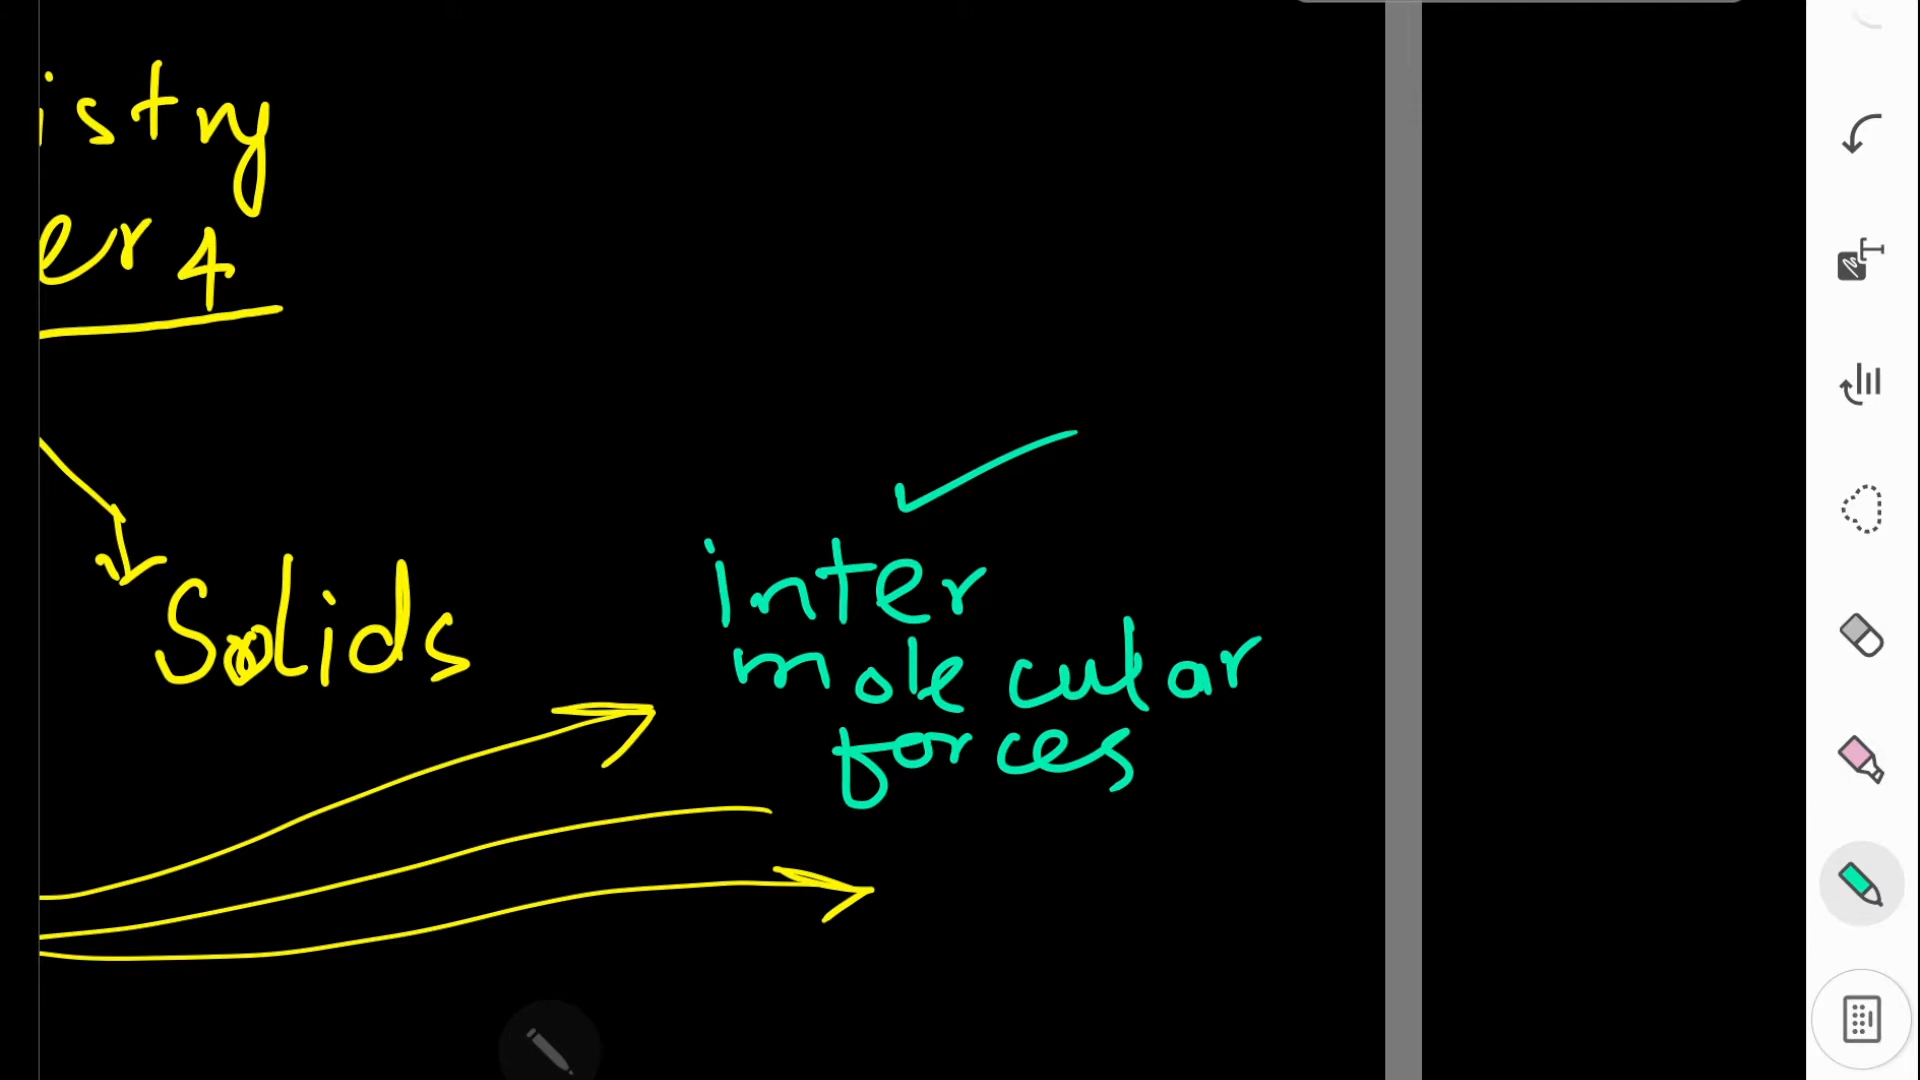 istry
er 4
Solids
inter
molecular
forces